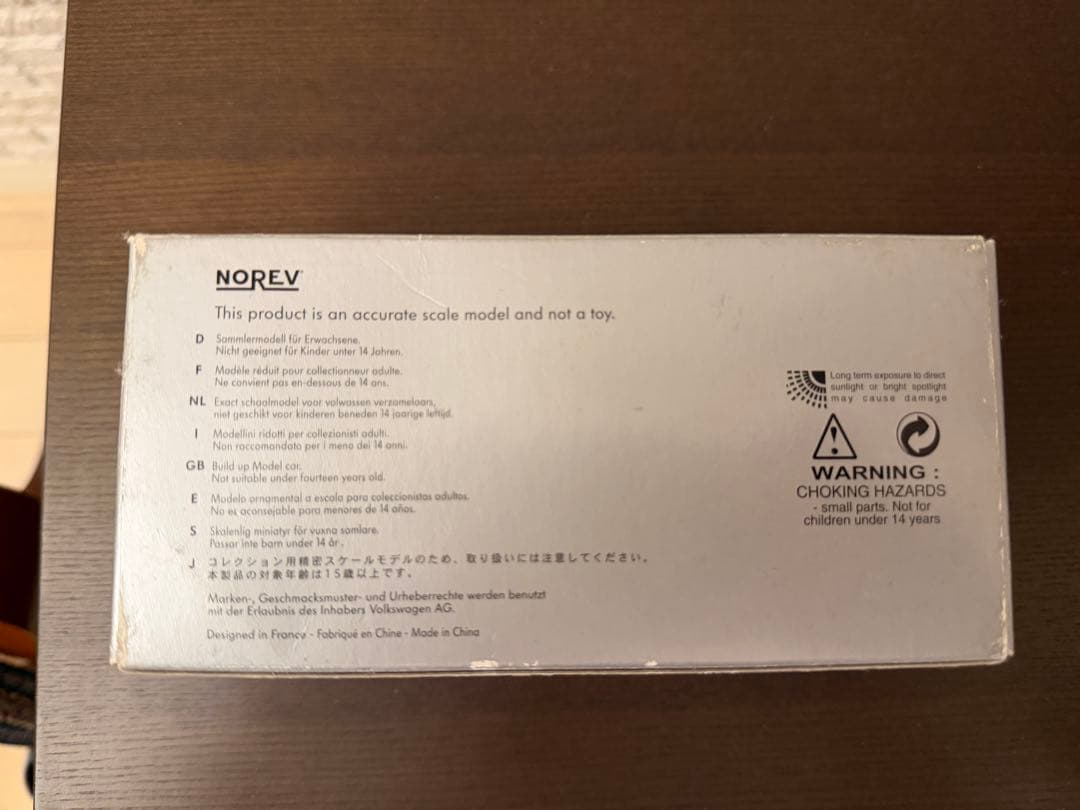 NOREV
This product is an accurate scale model and not a toy.
D Sammlermodell für Erwachsene.
Nicht geeignet für Kinder unter 14 Jahren.
F Modèle réduit pour collectionneur adulte.
Ne convient pas en-dessous de 14 ans.
NL Exact schaalmodel voor volwassen verzamelaars,
niet geschikt voor kinderen beneden 14 jaarige leftijd.
I Modellini ridotti per collezionisti adulti.
Non raccomandato per i meno dei 14 anni.
GB Build up Model car.
Not suitable under fourteen years old.
E Modelo ornamental a escala para coleccionistas adultos.
No es aconsejable para menores de 14 años.
S Skalenlig miniatyr för vuxna samlare.
Passar inte barn under 14 år.
J コレクション用精密スケールモデルのため、取り扱いには注意してください。
本製品の対象年齢は15歳以上です。
Marken-, Geschmacksmuster- und Urheberrechte werden benutzt
mit der Erlaubnis des Inhabers Volkswagen AG.
Designed in France - Fabriqué en Chine - Made in China
Long term exposure to direct
sunlight or bright spotlight
may cause damage
WARNING :
CHOKING HAZARDS
- small parts. Not for
children under 14 years